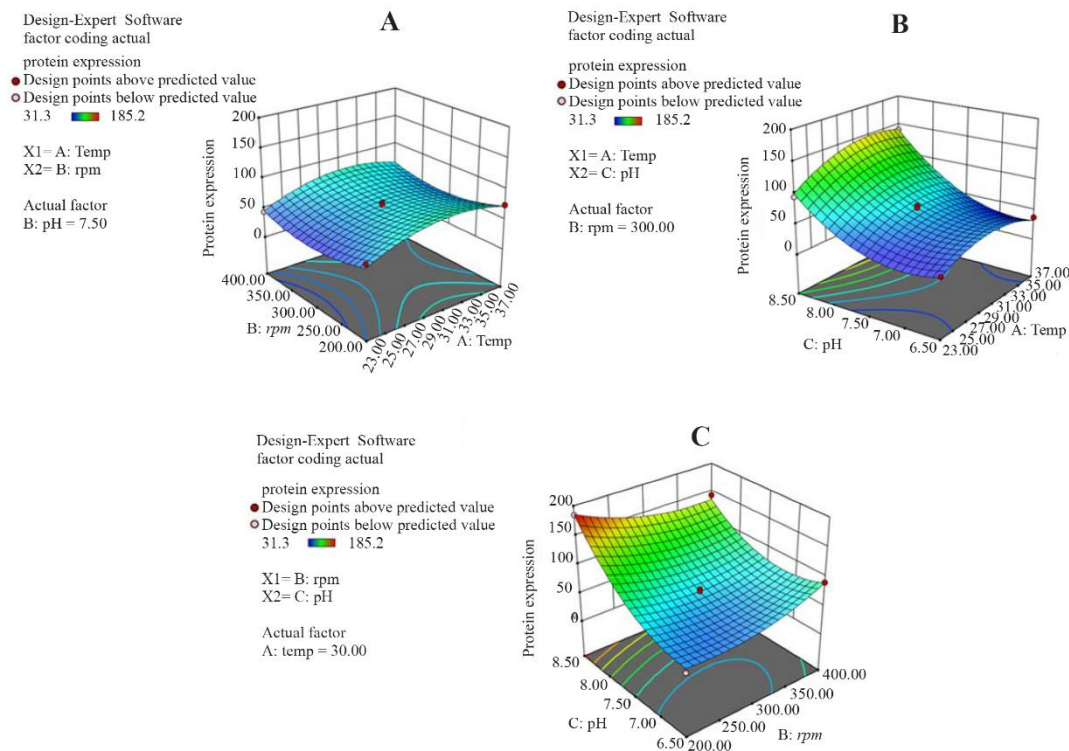 A
Design-Expert Software
factor coding actual
protein expression
Design points above predicted value
Design points below predicted value
31.3 185.2
X1= A: Temp
X2= B: rpm
Actual factor
B: pH = 7.50
Protein expression
200
150
100
50
0
400.00
350.00
300.00
250.00
200.00
B: rpm
23.00
25.00
27.00
29.00
31.00
33.00
35.00
37.00
A: Temp
B
Design-Expert Software
factor coding actual
protein expression
Design points above predicted value
Design points below predicted value
31.3 185.2
X1= A: Temp
X2= C: pH
Actual factor
B: rpm = 300.00
Protein expression
200
150
100
50
0
8.50
8.00
7.50
7.00
6.50
C: pH
37.00
35.00
33.00
31.00
29.00
27.00
25.00
23.00
A: Temp
C
Design-Expert Software
factor coding actual
protein expression
Design points above predicted value
Design points below predicted value
31.3 185.2
X1= B: rpm
X2= C: pH
Actual factor
A: temp = 30.00
Protein expression
200
150
100
50
0
8.50
8.00
7.50
7.00
6.50
C: pH
400.00
350.00
300.00
250.00
200.00
B: rpm